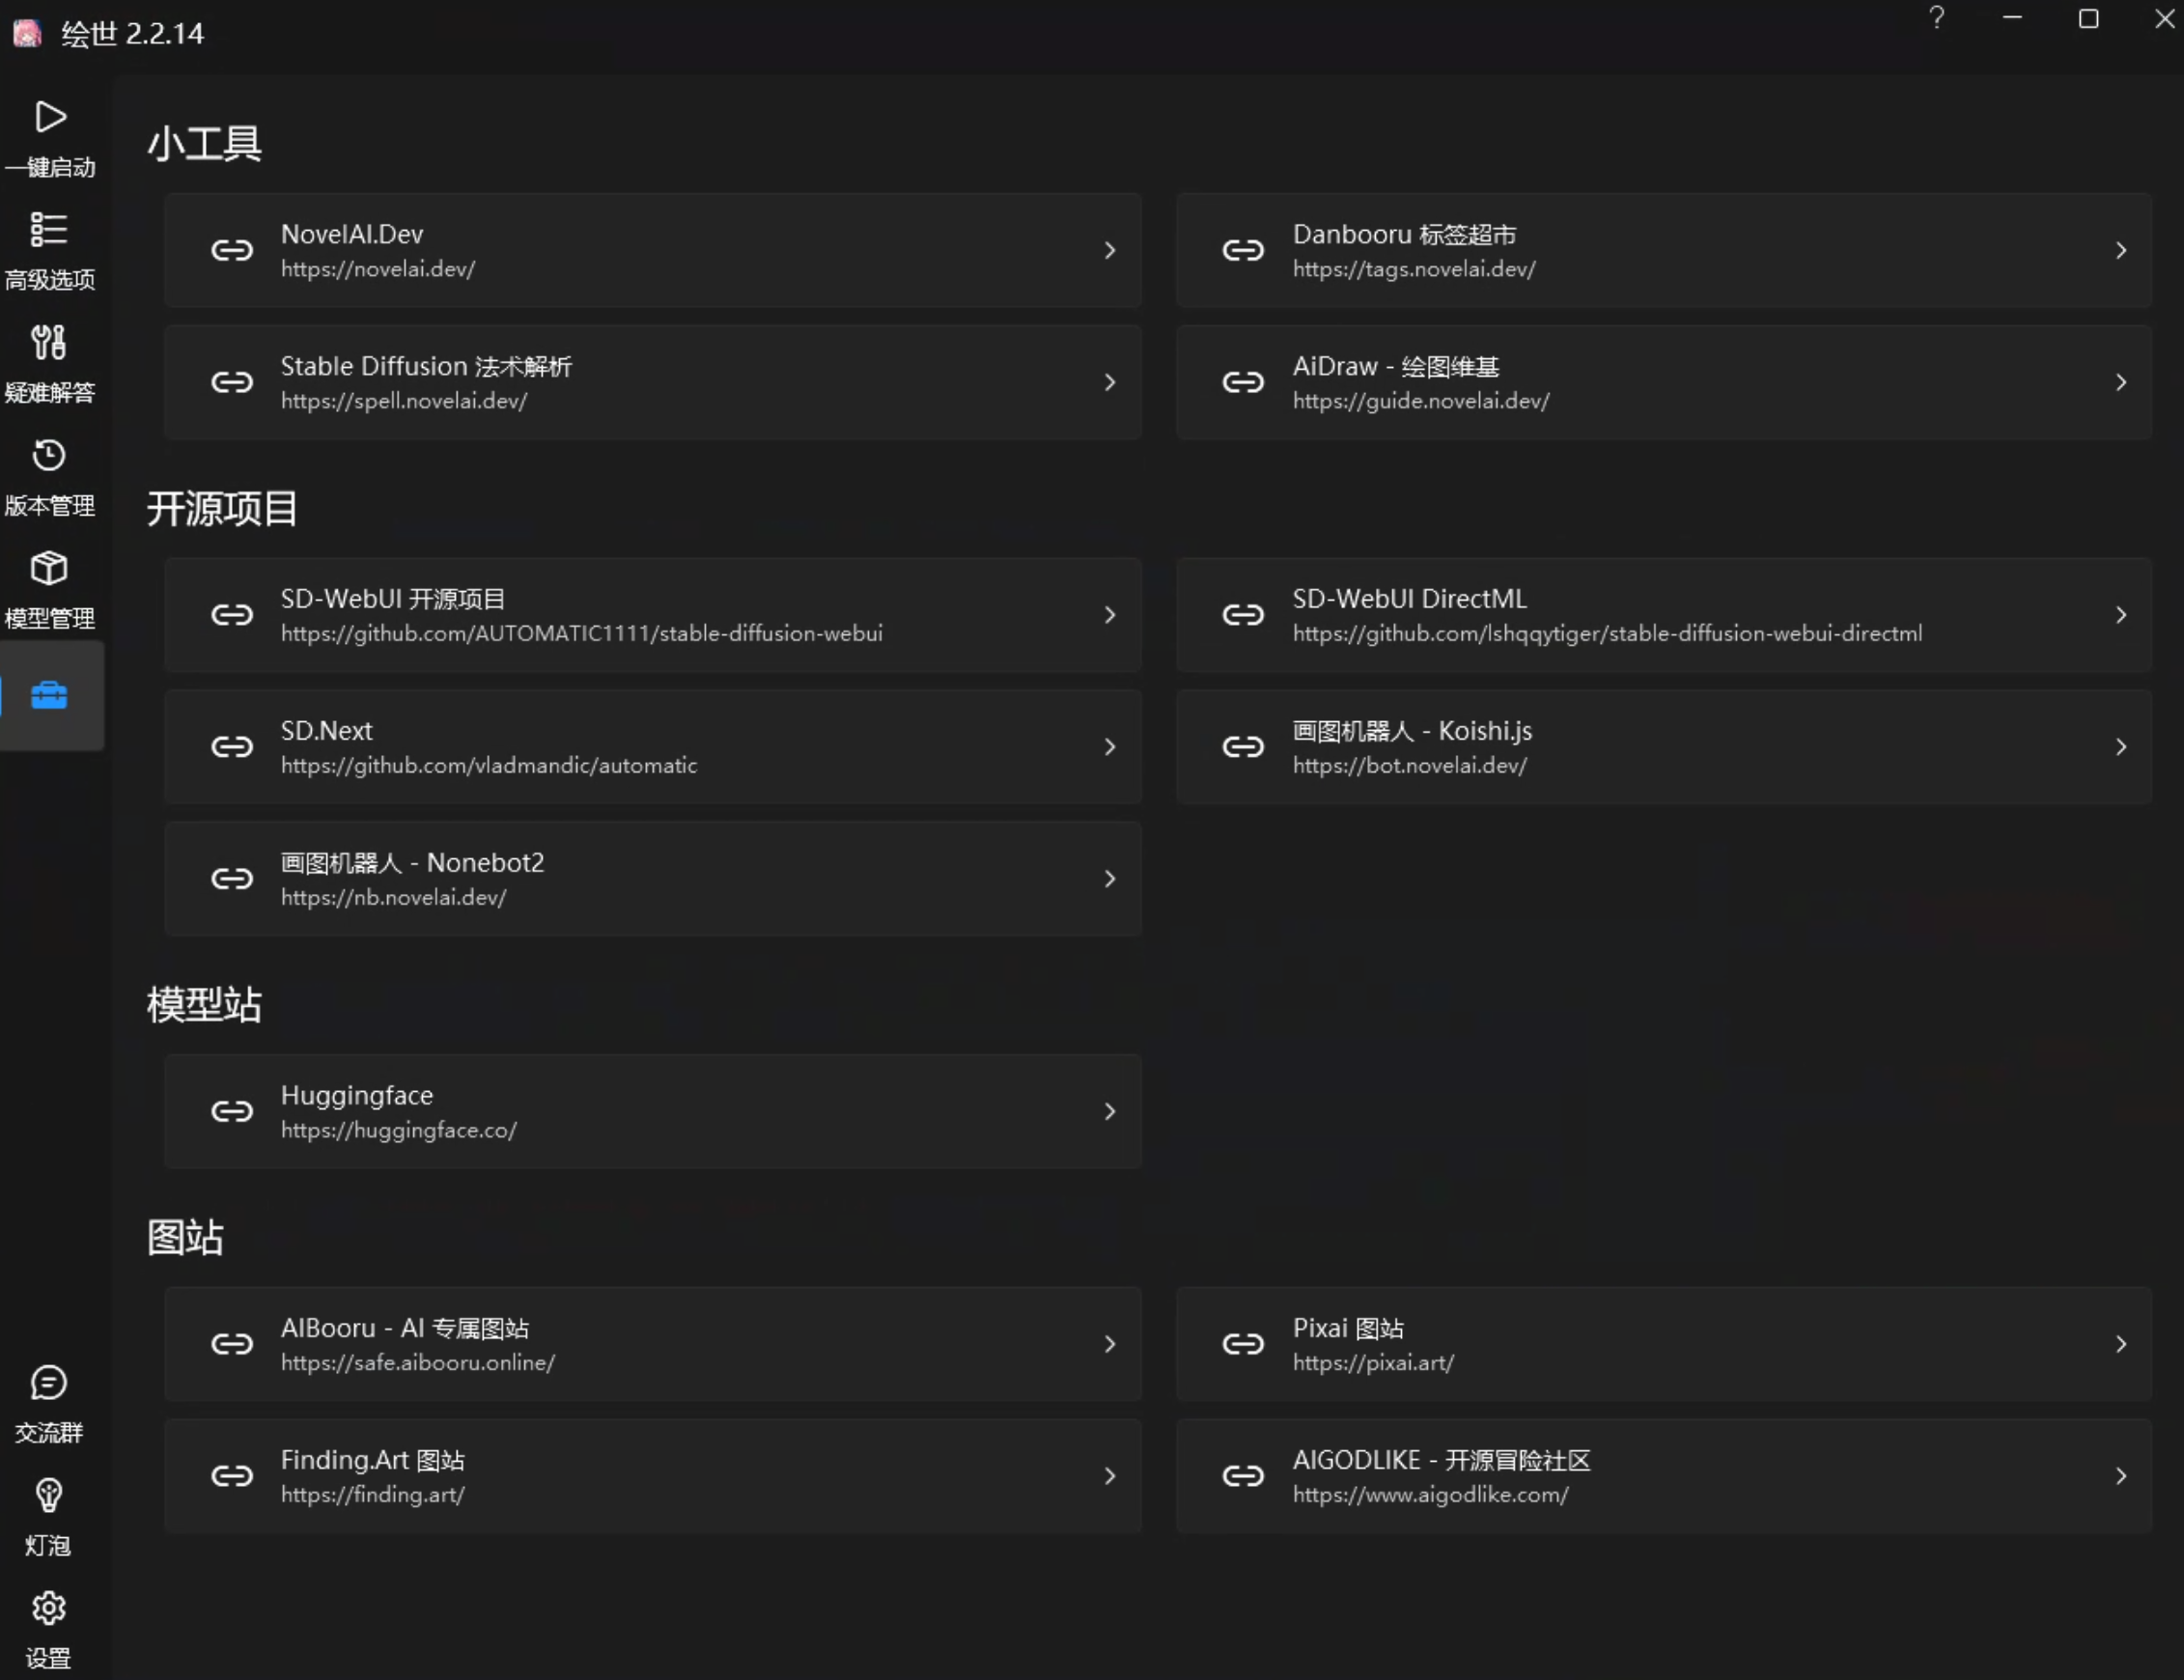 绘世 2.2.14
一键启动
高级选项
疑难解答
版本管理
模型管理
交流群
灯泡
设置
小工具
NovelAI.Dev
https://novelai.dev/
Danbooru 标签超市
https://tags.novelai.dev/
Stable Diffusion 法术解析
https://spell.novelai.dev/
AiDraw - 绘图维基
https://guide.novelai.dev/
开源项目
SD-WebUI 开源项目
https://github.com/AUTOMATIC1111/stable-diffusion-webui
SD-WebUI DirectML
https://github.com/lshqqytiger/stable-diffusion-webui-directml
SD.Next
https://github.com/vladmandic/automatic
画图机器人 - Koishi.js
https://bot.novelai.dev/
画图机器人 - Nonebot2
https://nb.novelai.dev/
模型站
Huggingface
https://huggingface.co/
图站
AIBooru - AI 专属图站
https://safe.aibooru.online/
Pixai 图站
https://pixai.art/
Finding.Art 图站
https://finding.art/
AIGODLIKE - 开源冒险社区
https://www.aigodlike.com/